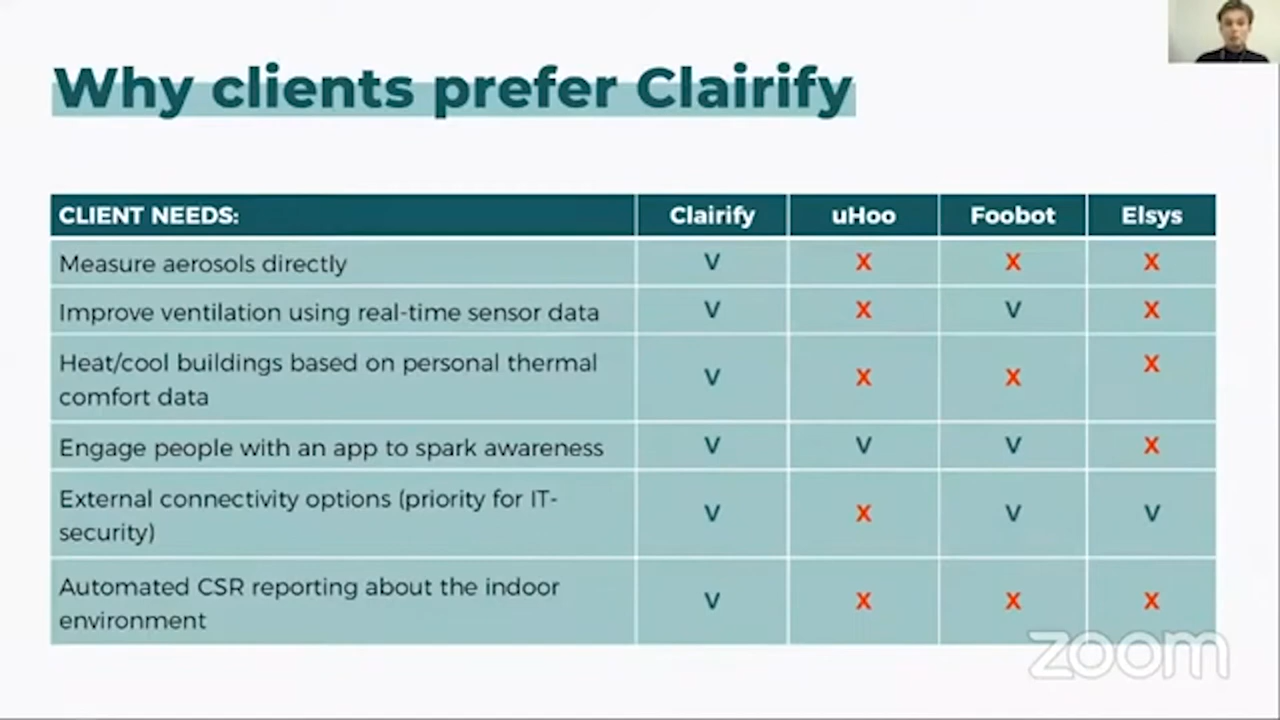 Why clients prefer Clairify
CLIENT NEEDS: Clairify uHoo Foobot Elsys
Measure aerosols directly V X X X
Improve ventilation using real-time sensor data V X V X
Heat/cool buildings based on personal thermal
comfort data V X X X
Engage people with an app to spark awareness V V V X
External connectivity options (priority for IT-
security) V X V V
Automated CSR reporting about the indoor
environment V X X X
zoom